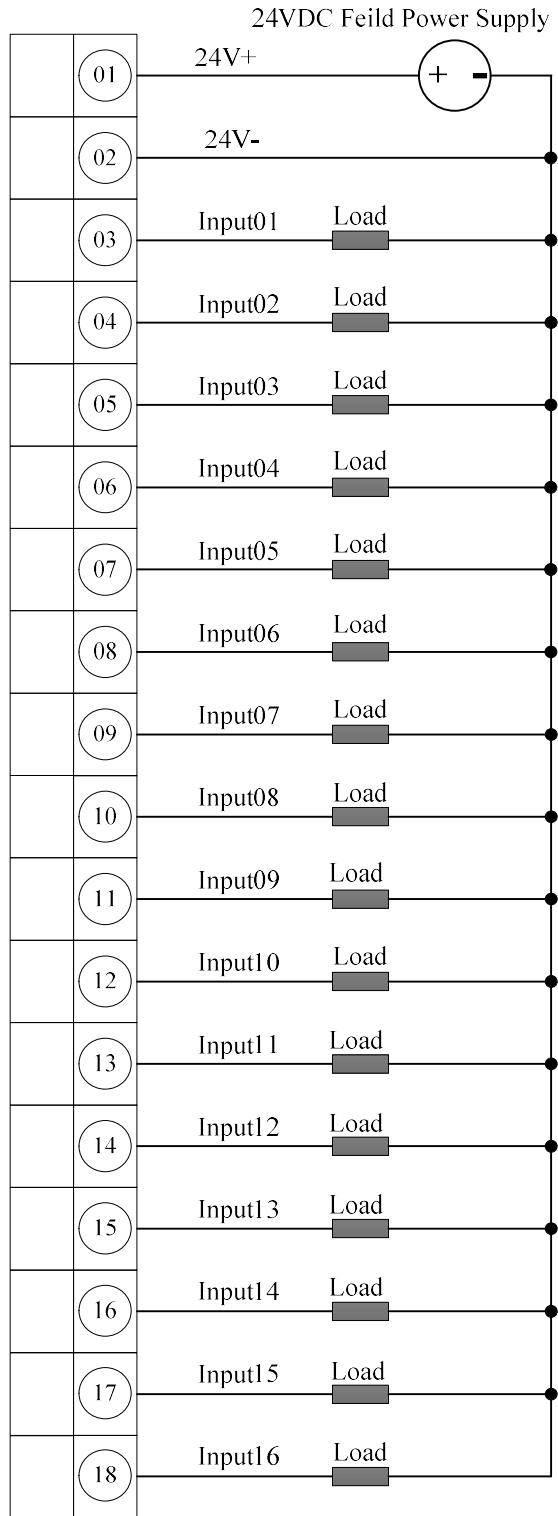 24VDC Feild Power Supply
01 24V+ + -
02 24V-
03 Input01 Load
04 Input02 Load
05 Input03 Load
06 Input04 Load
07 Input05 Load
08 Input06 Load
09 Input07 Load
10 Input08 Load
11 Input09 Load
12 Input10 Load
13 Input11 Load
14 Input12 Load
15 Input13 Load
16 Input14 Load
17 Input15 Load
18 Input16 Load